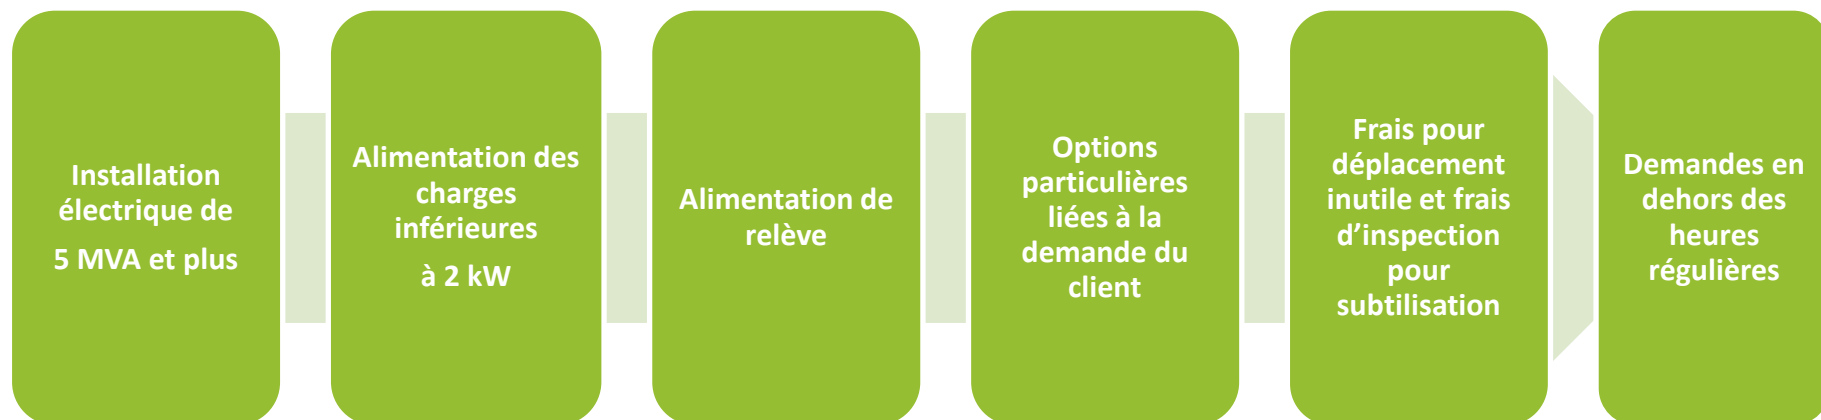 Installation
électrique de
5 MVA et plus
Alimentation des
charges
inférieures
à 2 kW
Alimentation de
relève
Options
particulières
liées à la
demande du
client
Frais pour
déplacement
inutile et frais
d’inspection
pour
subtilisation
Demandes en
dehors des
heures
régulières